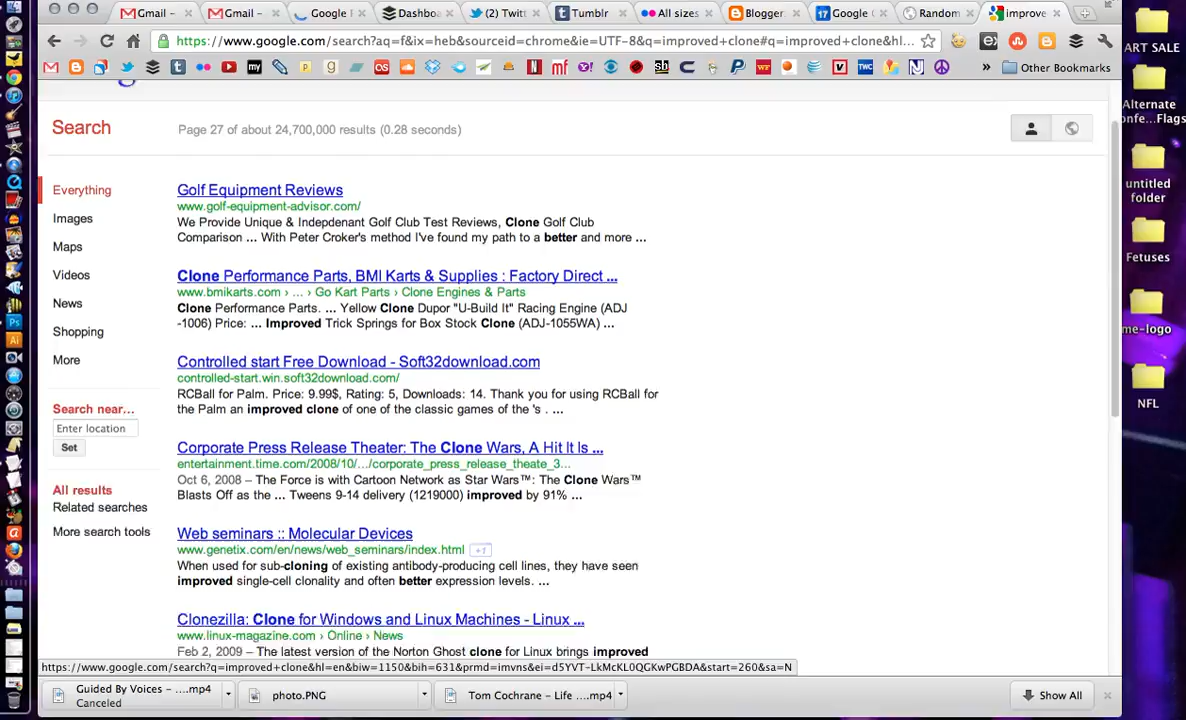 Gmail -
Gmail -
Google
Dashboa
(2) Twitt
Tumblr
All sizes
Blogger:
Google
Random
improve
https://www.google.com/search?aq=f&ix=heb&sourceid=chrome&ie=UTF-8&q=improved+clone#q=improved+clone&hl...
Other Bookmarks
Search
Page 27 of about 24,700,000 results (0.28 seconds)
Everything
Images
Maps
Videos
News
Shopping
More
Search near...
Enter location
Set
All results
Related searches
More search tools
Golf Equipment Reviews
www.golf-equipment-advisor.com/
We Provide Unique & Indepdenant Golf Club Test Reviews, Clone Golf Club
Comparison ... With Peter Croker's method I've found my path to a better and more ...
Clone Performance Parts, BMI Karts & Supplies : Factory Direct ...
www.bmikarts.com › ... › Go Kart Parts › Clone Engines & Parts
Clone Performance Parts. ... Yellow Clone Dupor "U-Build It" Racing Engine (ADJ
-1006) Price: ... Improved Trick Springs for Box Stock Clone (ADJ-1055WA) ...
Controlled start Free Download - Soft32download.com
controlled-start.win.soft32download.com/
RCBall for Palm. Price: 9.99$, Rating: 5, Downloads: 14. Thank you for using RCBall for
the Palm an improved clone of one of the classic games of the 's . ...
Corporate Press Release Theater: The Clone Wars, A Hit It Is ...
entertainment.time.com/2008/10/.../corporate_press_release_theate_3...
Oct 6, 2008 – The Force is with Cartoon Network as Star Wars™: The Clone Wars™
Blasts Off as the ... Tweens 9-14 delivery (1219000) improved by 91% ...
Web seminars :: Molecular Devices
www.genetix.com/en/news/web_seminars/index.html +1
When used for sub-cloning of existing antibody-producing cell lines, they have seen
improved single-cell clonality and often better expression levels. ...
Clonezilla: Clone for Windows and Linux Machines - Linux ...
www.linux-magazine.com › Online › News
Feb 2, 2009 – The latest version of the Norton Ghost clone for Linux brings improved
https://www.google.com/search?q=improved+clone&hl=en&biw=1150&bih=631&prmd=imvns&ei=d5YVT-LkMcKL0QGKwPGBDA&start=260&sa=N
Guided By Voices - ....mp4
Canceled
photo.PNG
Tom Cochrane - Life ....mp4
Show All
ART SALE
Alternate
onfe...Flags
untitled
folder
Fetuses
me-logo
NFL